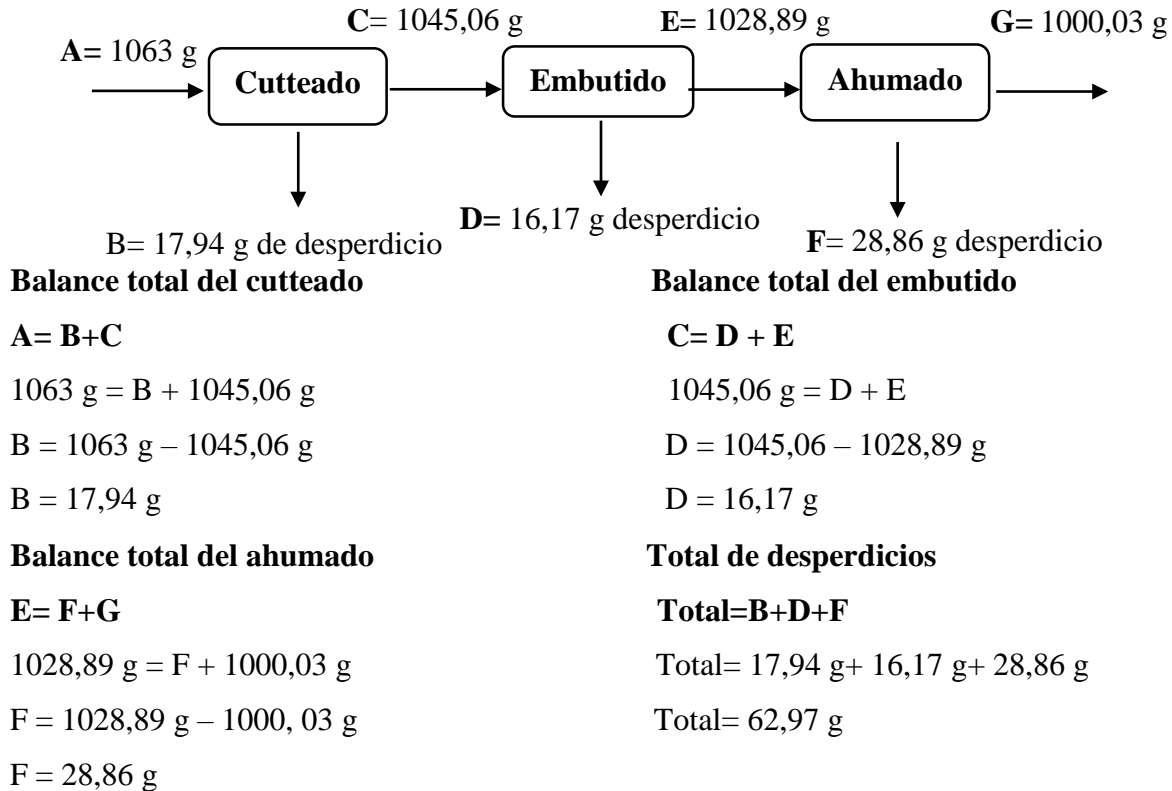 C= 1045,06 g
E= 1028,89 g
G= 1000,03 g
A= 1063 g
Cutteado
Embutido
Ahumado
B= 17,94 g de desperdicio
D= 16,17 g desperdicio
F= 28,86 g desperdicio
Balance total del cutteado
A= B+C
1063 g = B + 1045,06 g
B = 1063 g – 1045,06 g
B = 17,94 g
Balance total del embutido
C= D + E
1045,06 g = D + E
D = 1045,06 – 1028,89 g
D = 16,17 g
Balance total del ahumado
E= F+G
1028,89 g = F + 1000,03 g
F = 1028,89 g – 1000, 03 g
F = 28,86 g
Total de desperdicios
Total=B+D+F
Total= 17,94 g+ 16,17 g+ 28,86 g
Total= 62,97 g